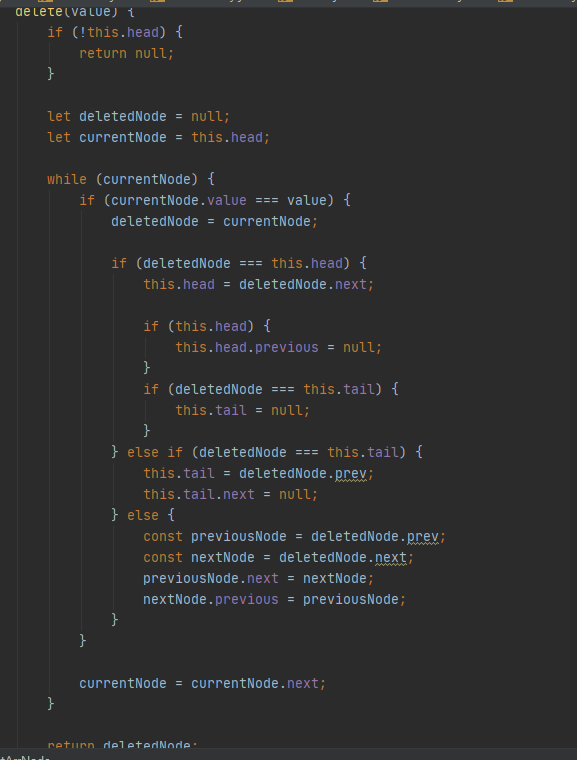 delete(value) {
    if (!this.head) {
        return null;
    }

    let deletedNode = null;
    let currentNode = this.head;

    while (currentNode) {
        if (currentNode.value === value) {
            deletedNode = currentNode;

            if (deletedNode === this.head) {
                this.head = deletedNode.next;

                if (this.head) {
                    this.head.previous = null;
                }
                if (deletedNode === this.tail) {
                    this.tail = null;
                }
            } else if (deletedNode === this.tail) {
                this.tail = deletedNode.prev;
                this.tail.next = null;
            } else {
                const previousNode = deletedNode.prev;
                const nextNode = deletedNode.next;
                previousNode.next = nextNode;
                nextNode.previous = previousNode;
            }
        }

        currentNode = currentNode.next;
    }

    return deletedNode;